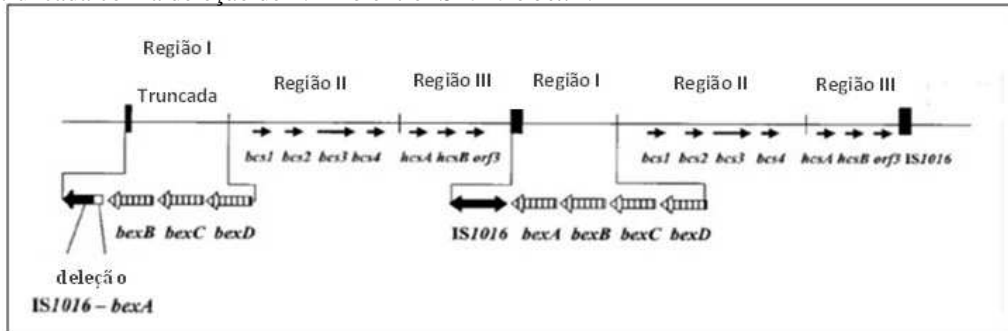 Região I
Truncada
Região II
Região III
Região I
Região II
Região III
bcs1 bcs2 bcs3 bcs4 hcsA hcsB orf3
bcs1 bcs2 bcs3 bcs4 hcsA hcsB orf3 IS1016
bexB bexC bexD
IS1016 bexA bexB bexC bexD
deleção
IS1016 – bexA